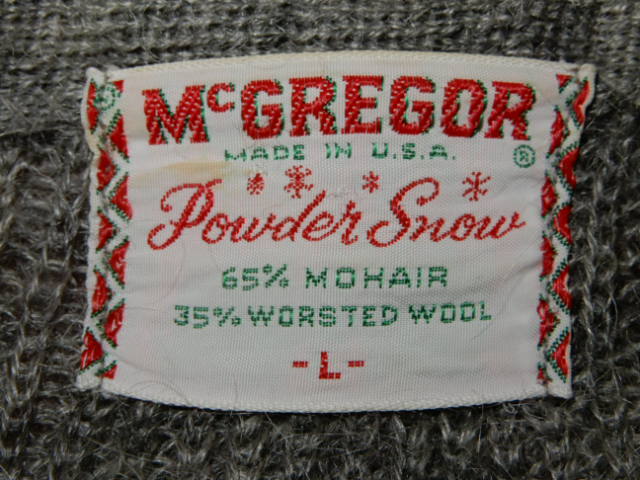 McGREGOR
MADE IN U.S.A. ®
Powder Snow
65% MOHAIR
35% WORSTED WOOL
-L-